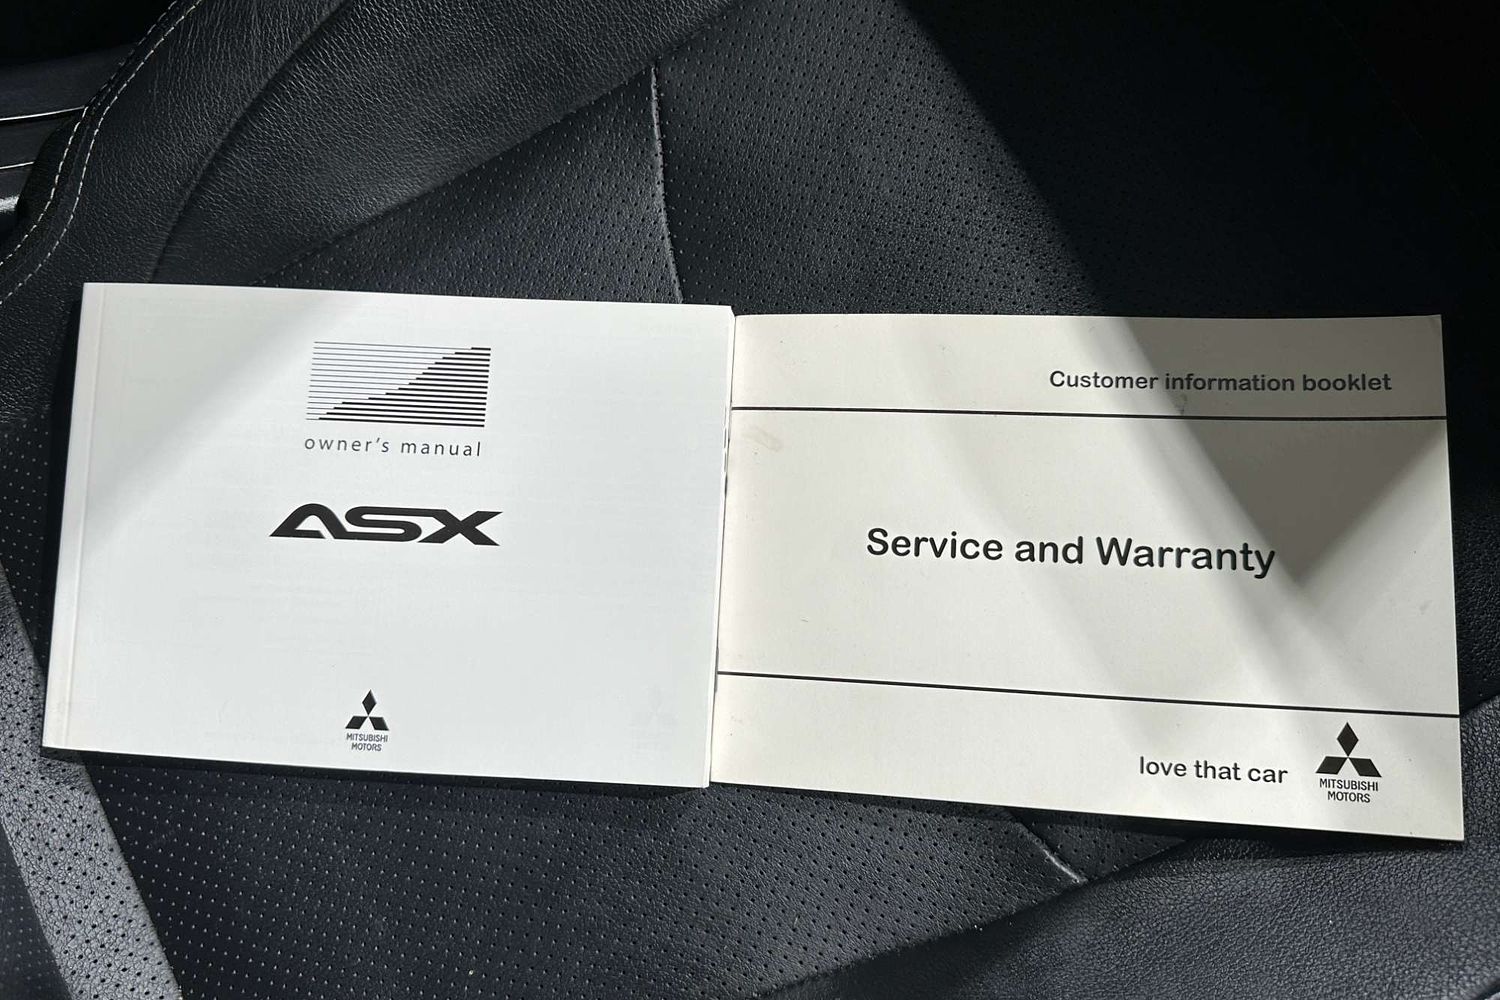 owner's manual
ASX
MITSUBISHI
MOTORS
Customer information booklet
Service and Warranty
love that car
MITSUBISHI
MOTORS